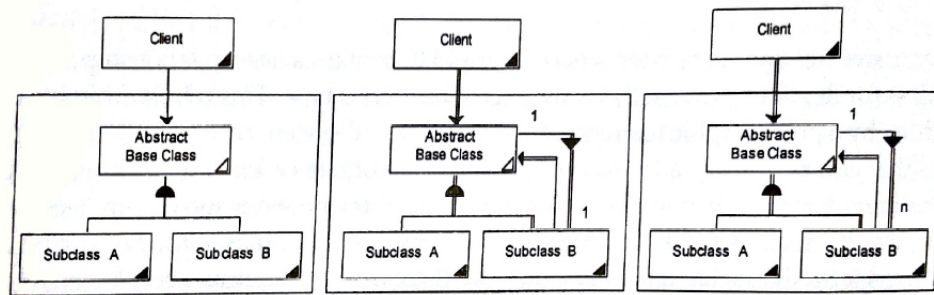 Client
Abstract
Base Class
Subclass A
Subclass B
Client
1
Abstract
Base Class
1
Subclass A
Subclass B
Client
1
Abstract
Base Class
n
Subclass A
Subclass B